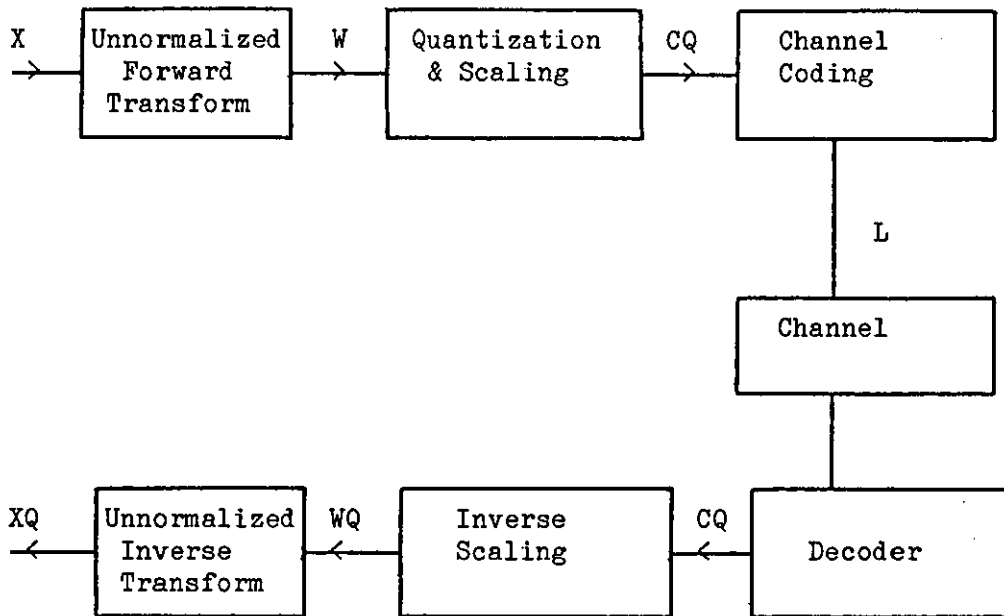 X
Unnormalized
Forward
Transform
W
Quantization
& Scaling
CQ
Channel
Coding
L
Channel
Decoder
CQ
Inverse
Scaling
WQ
Unnormalized
Inverse
Transform
XQ